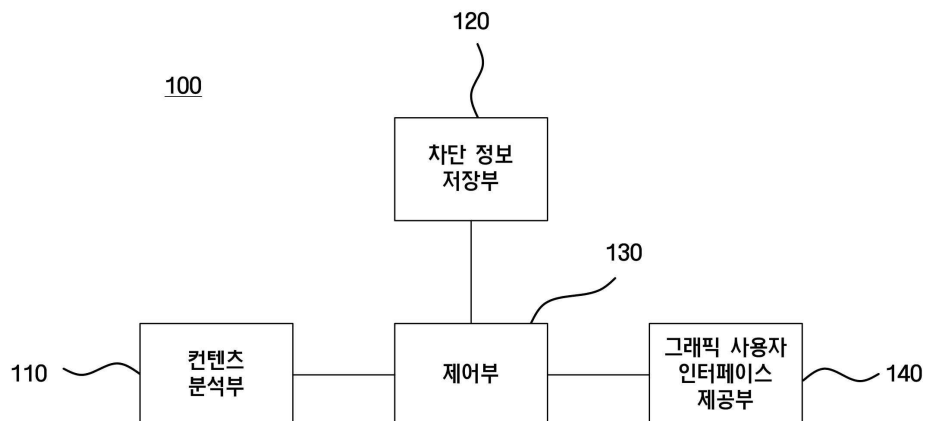 120
100
차단 정보
저장부
130
컨텐츠
분석부
제어부
그래픽 사용자
인터페이스
제공부
110
140